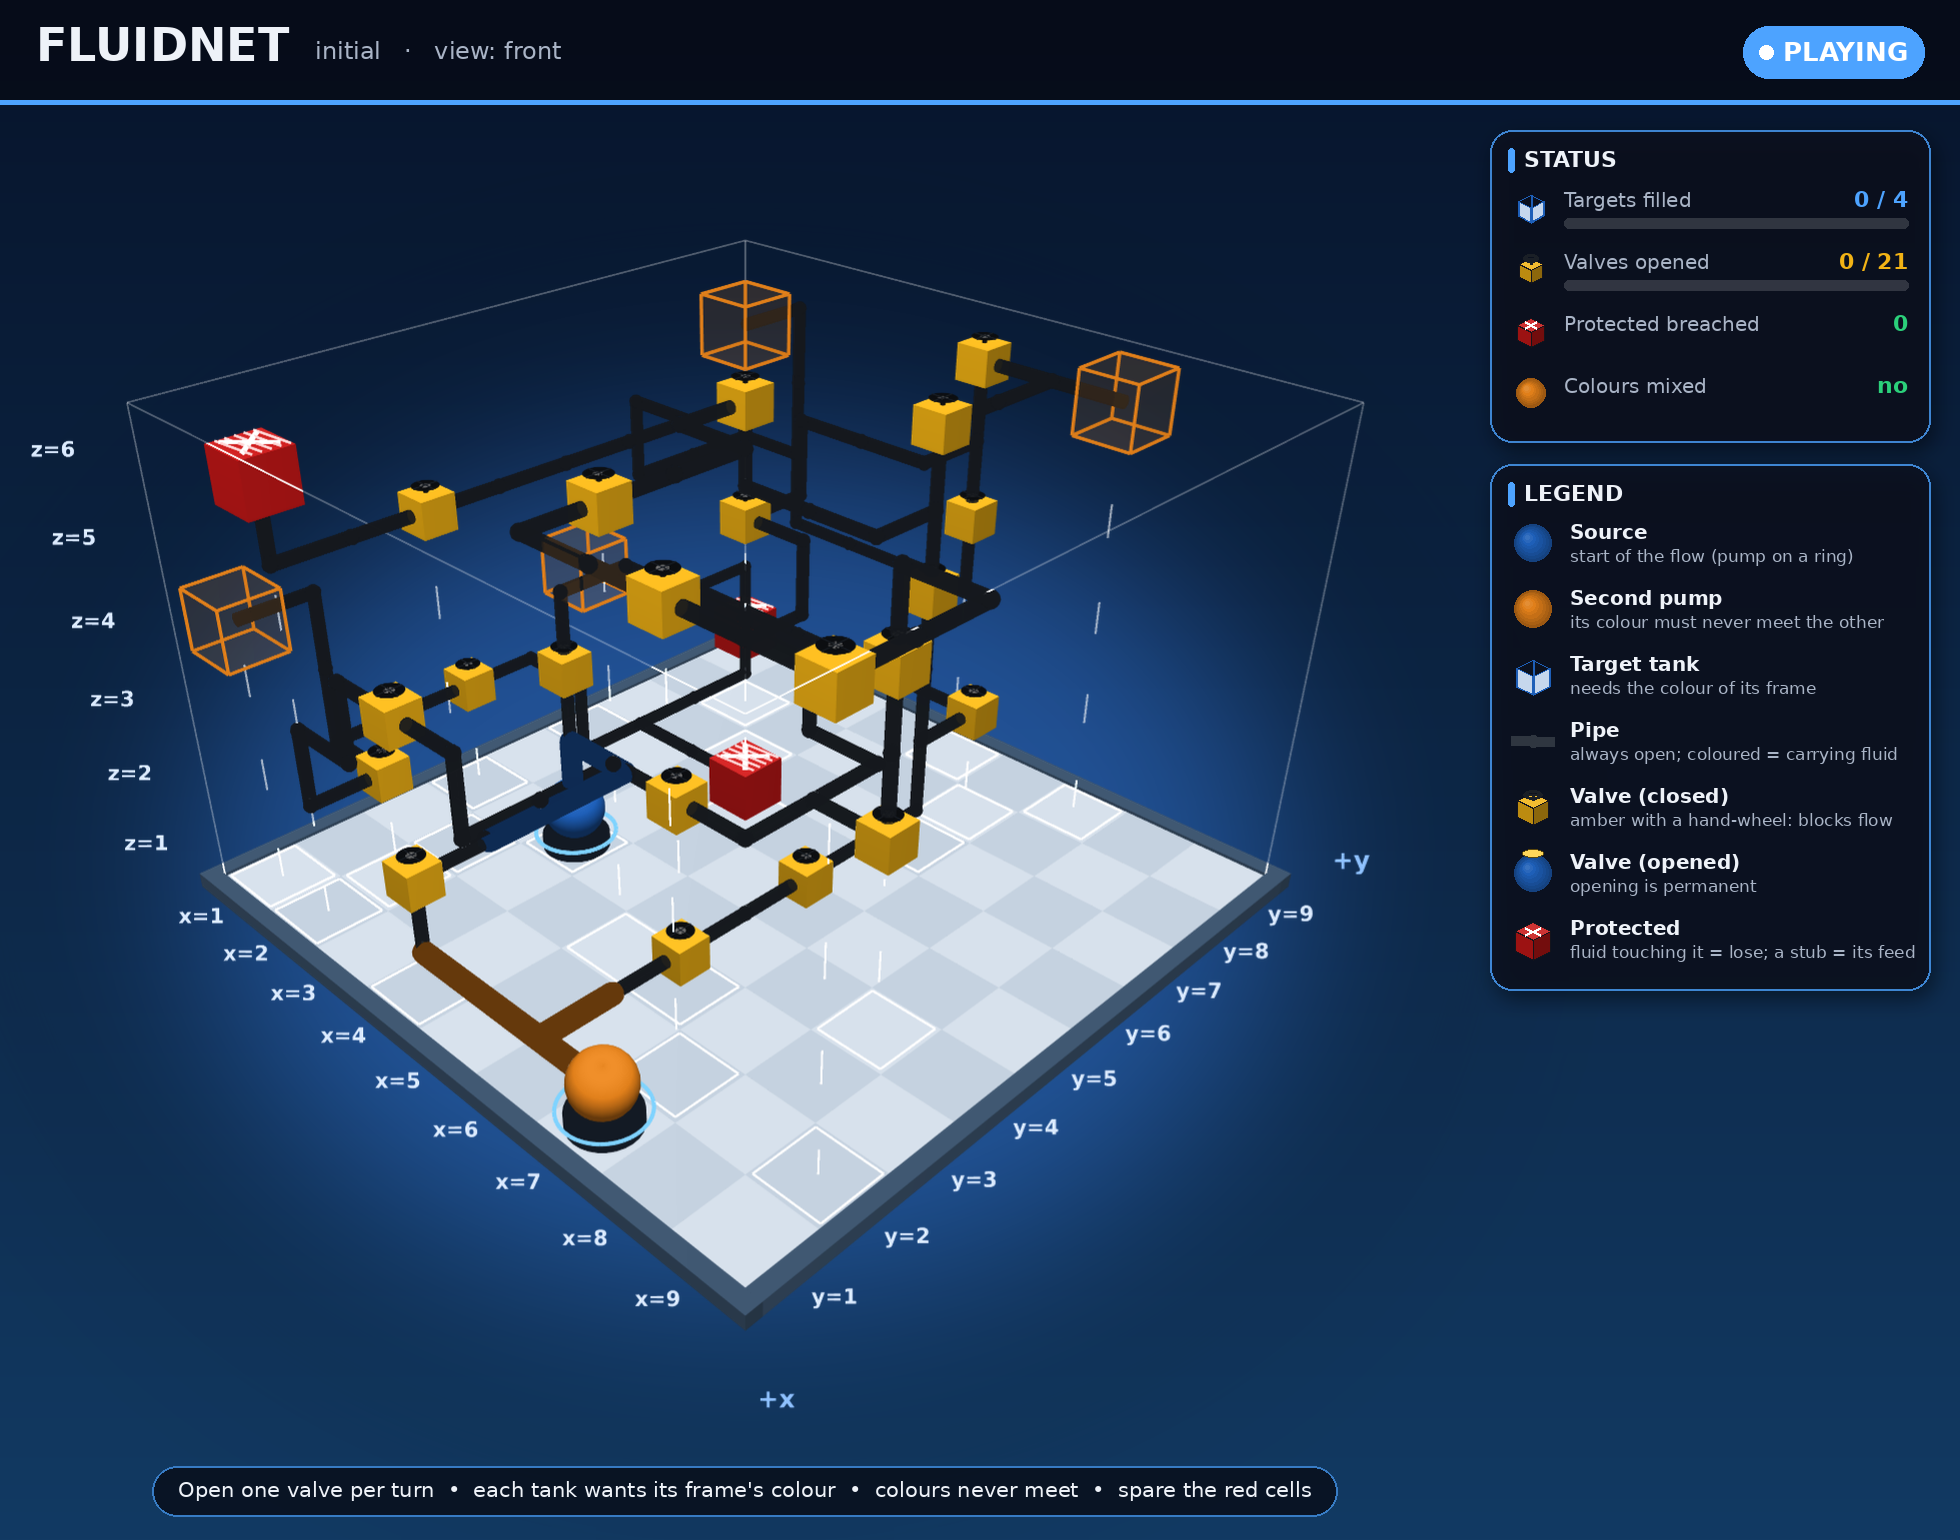 FLUIDNET initial · view: front
PLAYING
STATUS
Targets filled 0 / 4
Valves opened 0 / 21
Protected breached 0
Colours mixed no
LEGEND
Source
start of the flow (pump on a ring)
Second pump
its colour must never meet the other
Target tank
needs the colour of its frame
Pipe
always open; coloured = carrying fluid
Valve (closed)
amber with a hand-wheel: blocks flow
Valve (opened)
opening is permanent
Protected
fluid touching it = lose; a stub = its feed
z=6
z=5
z=4
z=3
z=2
z=1
x=1
x=2
x=3
x=4
x=5
x=6
x=7
x=8
x=9
+y
y=9
y=8
y=7
y=6
y=5
y=4
y=3
y=2
y=1
+x
Open one valve per turn • each tank wants its frame's colour • colours never meet • spare the red cells